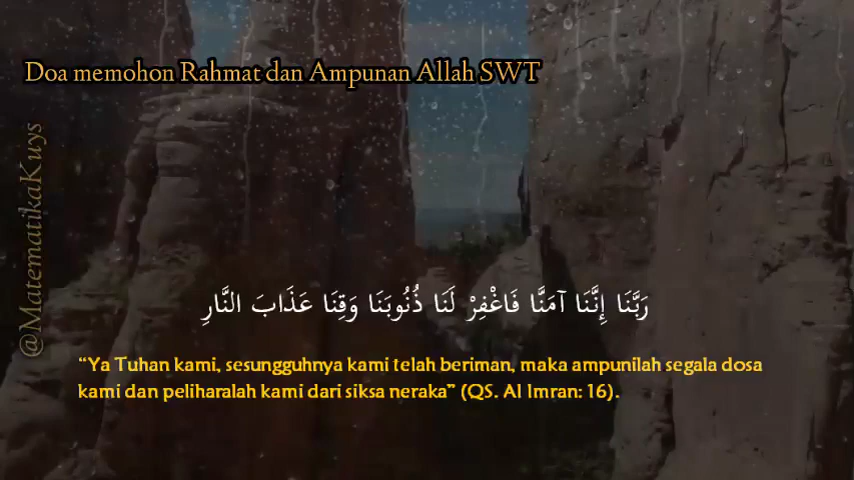 Doa memohon Rahmat dan Ampunan Allah SWT
@MatematikaKuys
رَبَّنَا إِنَّنَا آمَنَّا فَاغْفِرْ لَنَا ذُنُوبَنَا وَقِنَا عَذَابَ النَّارِ
“Ya Tuhan kami, sesungguhnya kami telah beriman, maka ampunilah segala dosa
kami dan peliharalah kami dari siksa neraka” (QS. Al Imran: 16).